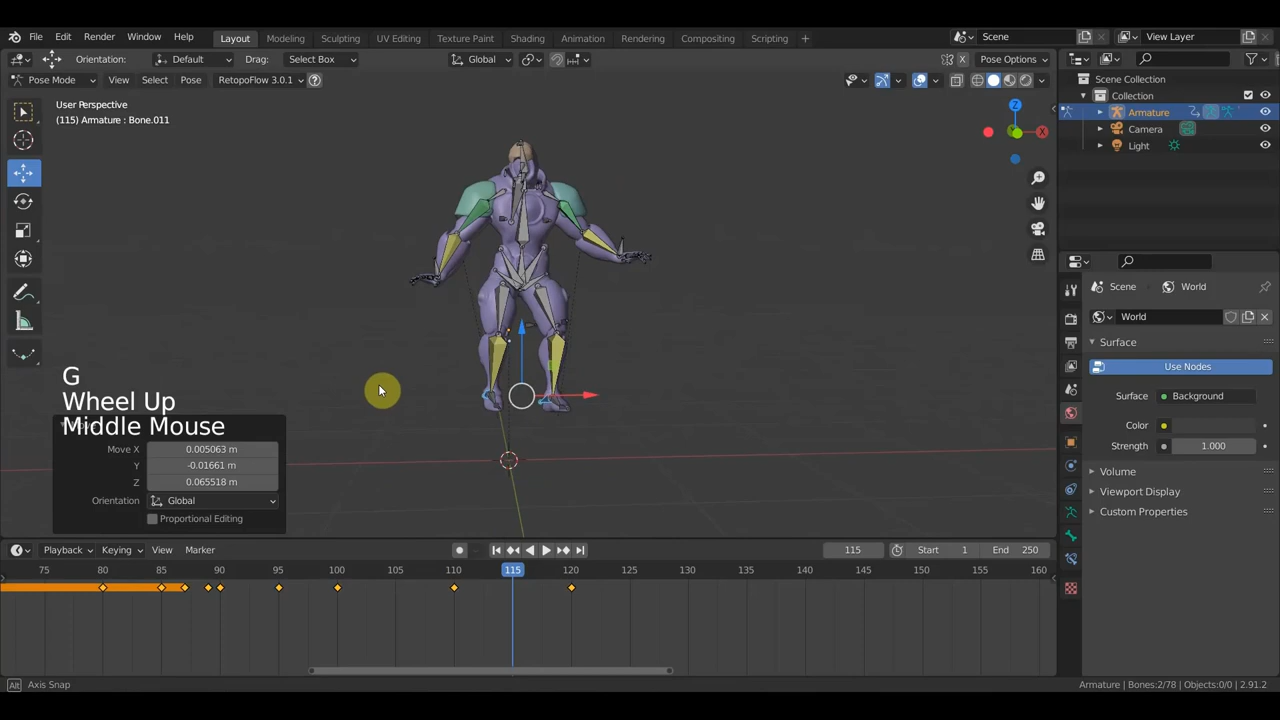 File Edit Render Window Help Layout Modeling Sculpting UV Editing Texture Paint Shading Animation Rendering Compositing Scripting + Scene View Layer
Orientation: Default Drag: Select Box Global Pose Options
Pose Mode View Select Pose RetopoFlow 3.0.1
Scene Collection
Collection
Armature
Camera
Light
User Perspective
(115) Armature : Bone.011
Z
X
G
Wheel Up
Middle Mouse
Move X 0.005063 m
Y -0.01661 m
Z 0.065518 m
Orientation Global
Proportional Editing
Scene World
World
Surface
Use Nodes
Surface Background
Color
Strength 1.000
Volume
Viewport Display
Custom Properties
Playback Keying View Marker 115 Start 1 End 250
75 80 85 90 95 100 105 110 115 120 125 130 135 140 145 150 155 160
Alt Axis Snap Armature | Bones:2/78 | Objects:0/0 | 2.91.2